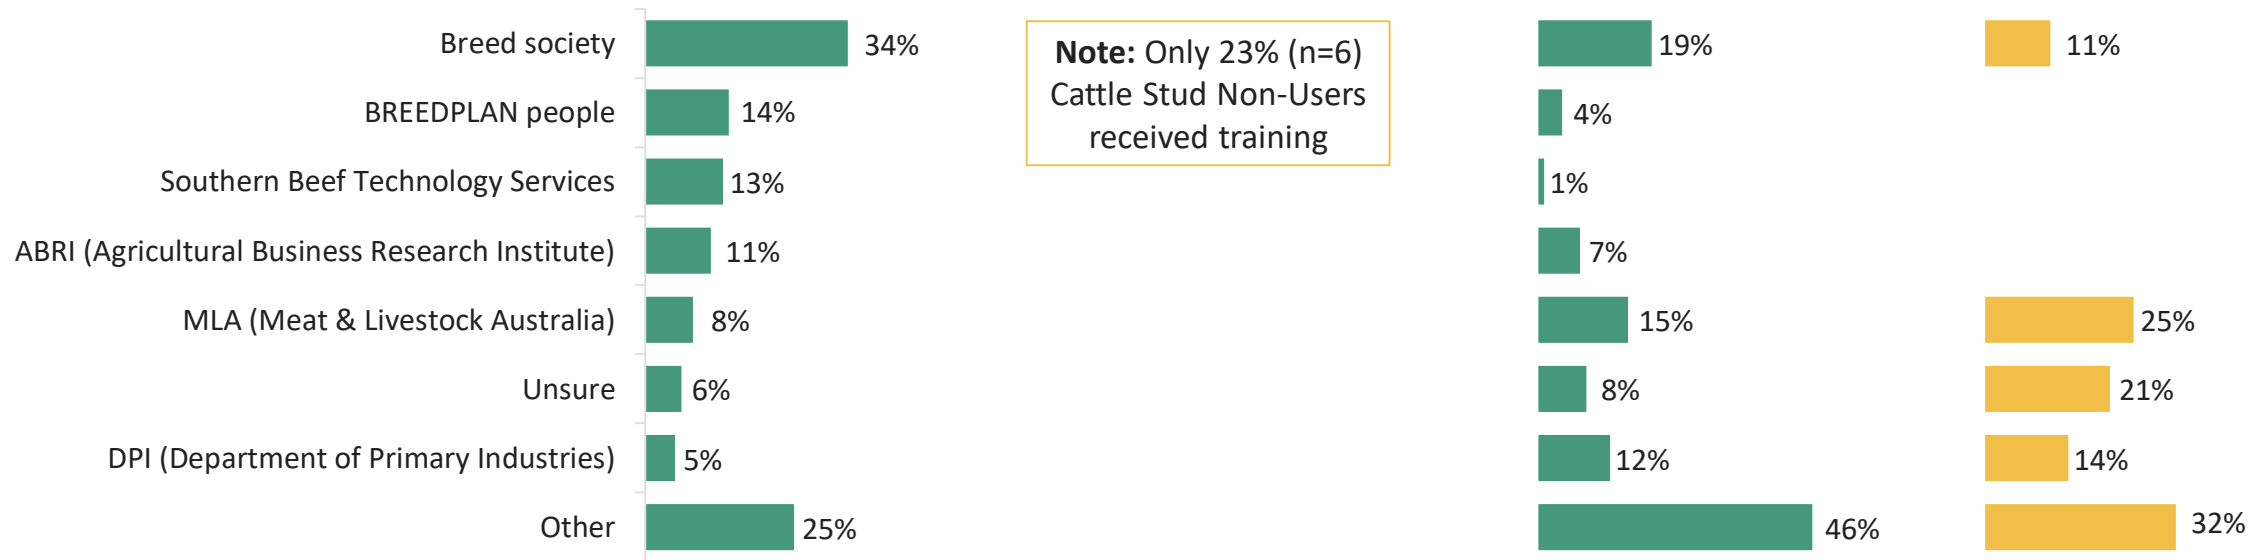 Breed society 34% 19% 11%
Note: Only 23% (n=6)
Cattle Stud Non-Users
received training
BREEDPLAN people 14% 4%
Southern Beef Technology Services 13% 1%
ABRI (Agricultural Business Research Institute) 11% 7%
MLA (Meat & Livestock Australia) 8% 15% 25%
Unsure 6% 8% 21%
DPI (Department of Primary Industries) 5% 12% 14%
Other 25% 46% 32%